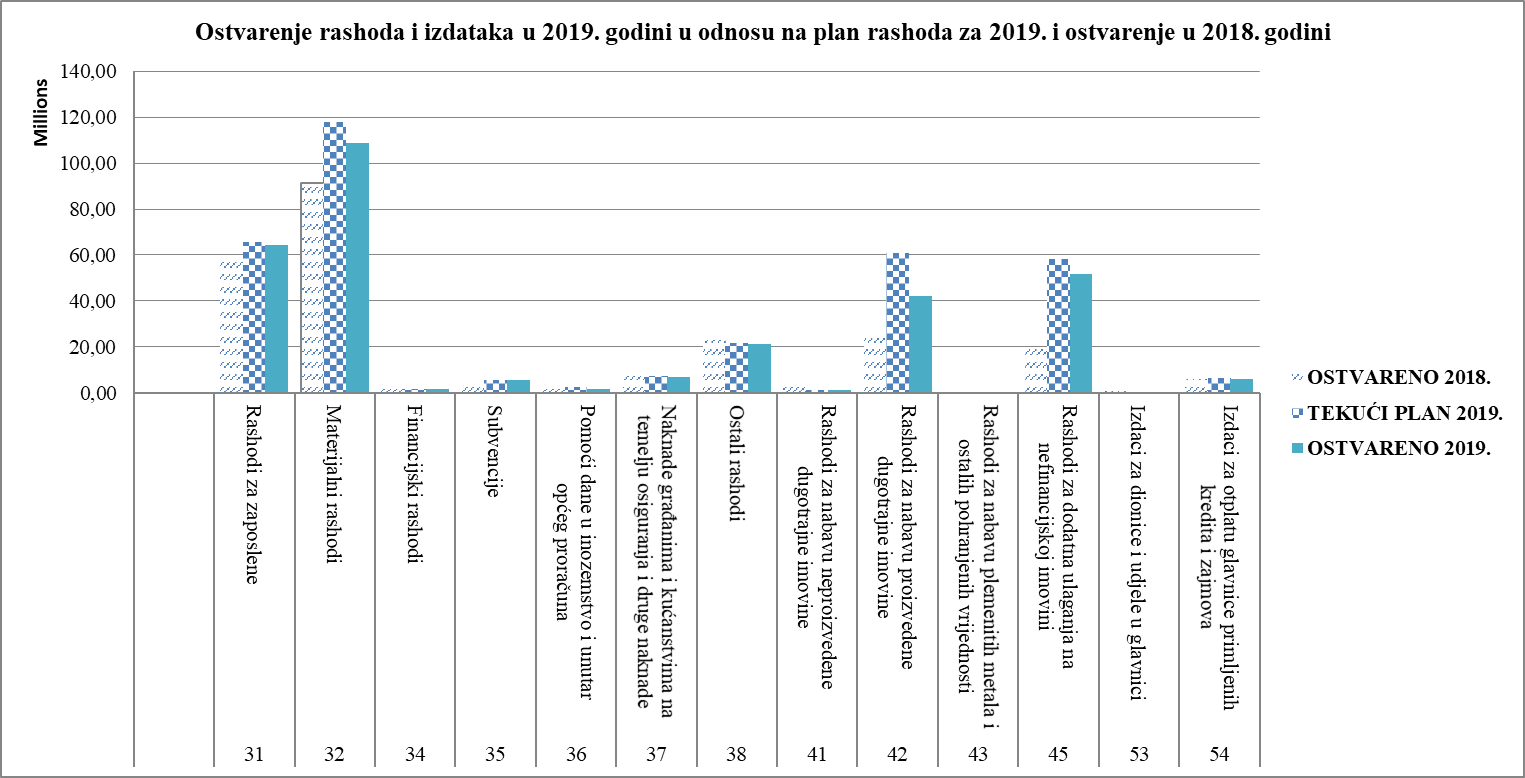 Ostvarenje rashoda i izdataka u 2019. godini u odnosu na plan rashoda za 2019. i ostvarenje u 2018. godini
Millions
140,00
120,00
100,00
80,00
60,00
40,00
20,00
0,00
Rashodi za zaposlene
Materijalni rashodi
Financijski rashodi
Subvencije
Pomoći dane u inozemstvo i unutar
općeg proračuna
Naknade građanima i kućanstvima na
temelju osiguranja i druge naknade
Ostali rashodi
Rashodi za nabavu neproizvedene
dugotrajne imovine
Rashodi za nabavu proizvedene
dugotrajne imovine
Rashodi za nabavu plemenitih metala i
ostalih pohranjenih vrijednosti
Rashodi za dodatna ulaganja na
nefinancijskoj imovini
Izdaci za dionice i udjele u glavnici
Izdaci za otplatu glavnice primljenih
kredita i zajmova
31
32
34
35
36
37
38
41
42
43
45
53
54
OSTVARENO 2018.
TEKUĆI PLAN 2019.
OSTVARENO 2019.